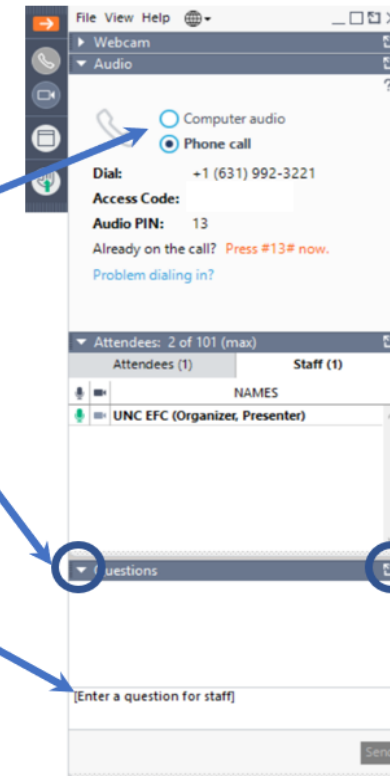 File View Help
Webcam
Audio
?
Computer audio
Phone call
Dial: +1 (631) 992-3221
Access Code:
Audio PIN: 13
Already on the call? Press #13# now.
Problem dialing in?
Attendees: 2 of 101 (max)
Attendees (1) Staff (1)
NAMES
UNC EFC (Organizer, Presenter)
Questions
[Enter a question for staff]
Send